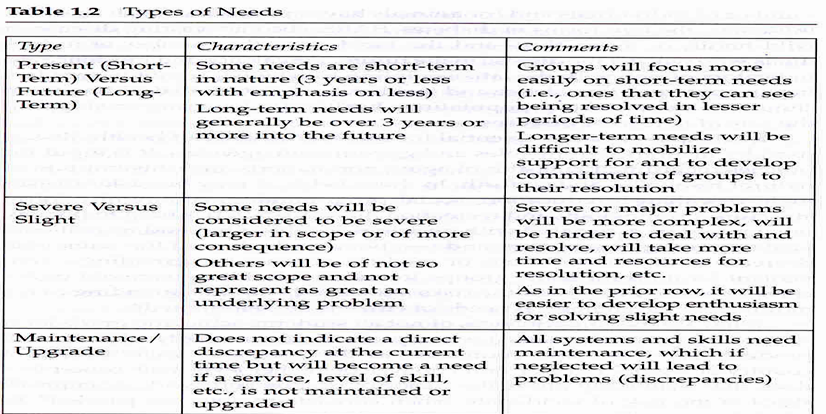 Table 1.2 Types of Needs
Type
Characteristics
Comments
Present (Short-
Term) Versus
Future (Long-
Term)
Some needs are short-term
in nature (3 years or less
with emphasis on less)
Long-term needs will
generally be over 3 years or
more into the future
Groups will focus more
easily on short-term needs
(i.e., ones that they can see
being resolved in lesser
periods of time)
Longer-term needs will be
difficult to mobilize
support for and to develop
commitment of groups to
their resolution
Severe Versus
Slight
Some needs will be
considered to be severe
(larger in scope or of more
consequence)
Others will be of not so
great scope and not
represent as great an
underlying problem
Severe or major problems
will be more complex, will
be harder to deal with and
resolve, will take more
time and resources for
resolution, etc.
As in the prior row, it will be
easier to develop enthusiasm
for solving slight needs
Maintenance/
Upgrade
Does not indicate a direct
discrepancy at the current
time but will become a need
if a service, level of skill,
etc., is not maintained or
upgraded
All systems and skills need
maintenance, which if
neglected will lead to
problems (discrepancies)